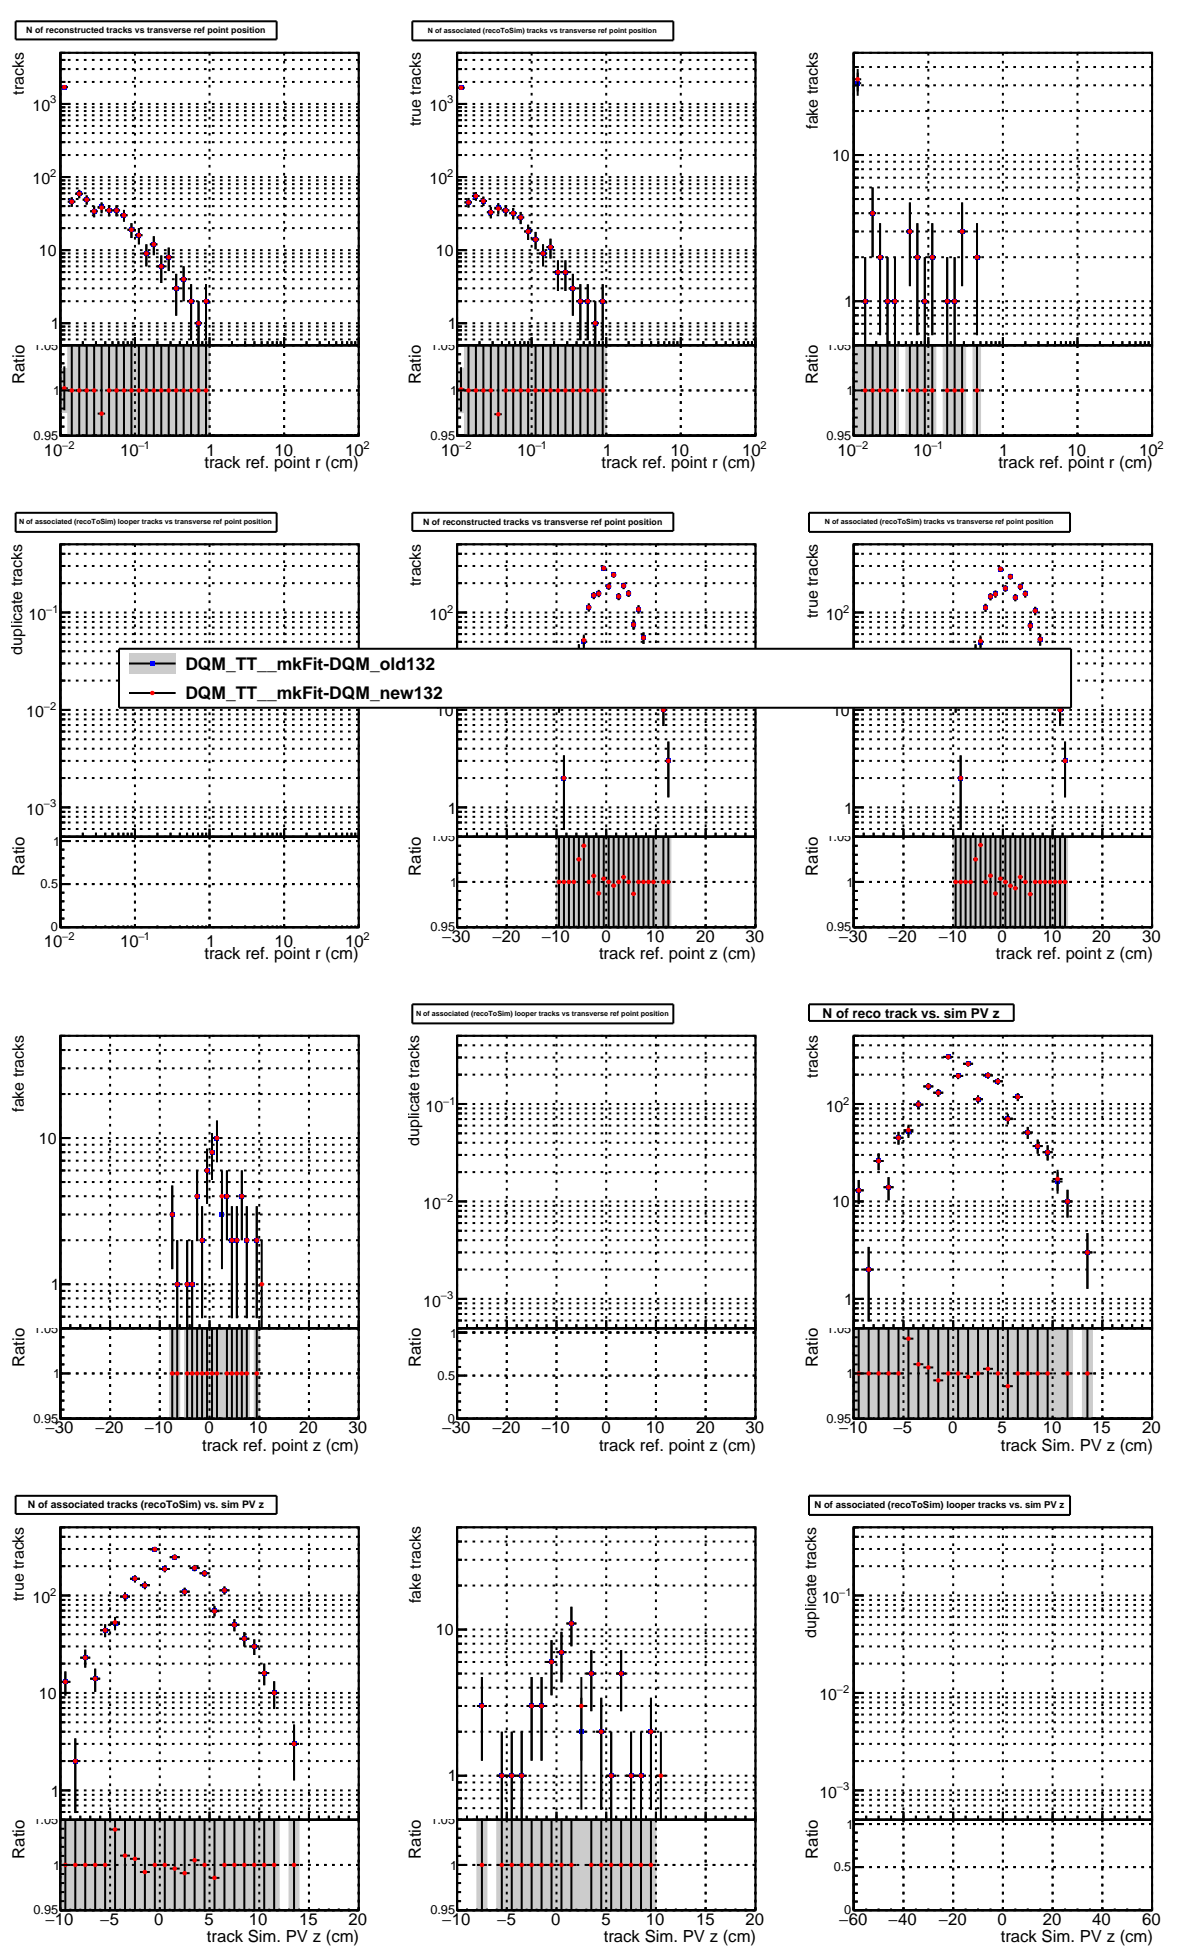 N of reconstructed tracks vs transverse ref point position
tracks
10³
10²
10
1
1.05
Ratio
1
0.95
10⁻² 10⁻¹ 1 10 10²
track ref. point r (cm)
N of associated (recoToSim) tracks vs transverse ref point position
true tracks
10³
10²
10
1
1.05
Ratio
1
0.95
10⁻² 10⁻¹ 1 10 10²
track ref. point r (cm)
fake tracks
10
1
1.05
Ratio
1
0.95
10⁻² 10⁻¹ 1 10 10²
track ref. point r (cm)
N of associated (recoToSim) looper tracks vs transverse ref point position
duplicate tracks
10⁻¹
10⁻²
10⁻³
Ratio
1
0.5
0
10⁻² 10⁻¹ 1 10 10²
track ref. point r (cm)
N of reconstructed tracks vs transverse ref point position
tracks
10²
10
1
1.05
Ratio
1
0.95
−30 −20 −10 0 10 20 30
track ref. point z (cm)
N of associated (recoToSim) tracks vs transverse ref point position
true tracks
10²
10
1
1.05
Ratio
1
0.95
−30 −20 −10 0 10 20 30
track ref. point z (cm)
DQM_TT__mkFit-DQM_old132
DQM_TT__mkFit-DQM_new132
fake tracks
10
1
1.05
Ratio
1
0.95
−30 −20 −10 0 10 20 30
track ref. point z (cm)
N of associated (recoToSim) looper tracks vs transverse ref point position
duplicate tracks
10⁻¹
10⁻²
10⁻³
Ratio
1
0.5
0
−30 −20 −10 0 10 20 30
track ref. point z (cm)
N of reco track vs. sim PV z
tracks
10²
10
1
1.05
Ratio
1
0.95
−10 −5 0 5 10 15 20
track Sim. PV z (cm)
N of associated tracks (recoToSim) vs. sim PV z
true tracks
10²
10
1
1.05
Ratio
1
0.95
−10 −5 0 5 10 15 20
track Sim. PV z (cm)
fake tracks
10
1
1.05
Ratio
1
0.95
−10 −5 0 5 10 15 20
track Sim. PV z (cm)
N of associated (recoToSim) looper tracks vs. sim PV z
duplicate tracks
10⁻¹
10⁻²
10⁻³
Ratio
1
0.5
0
−60 −40 −20 0 20 40 60
track Sim. PV z (cm)